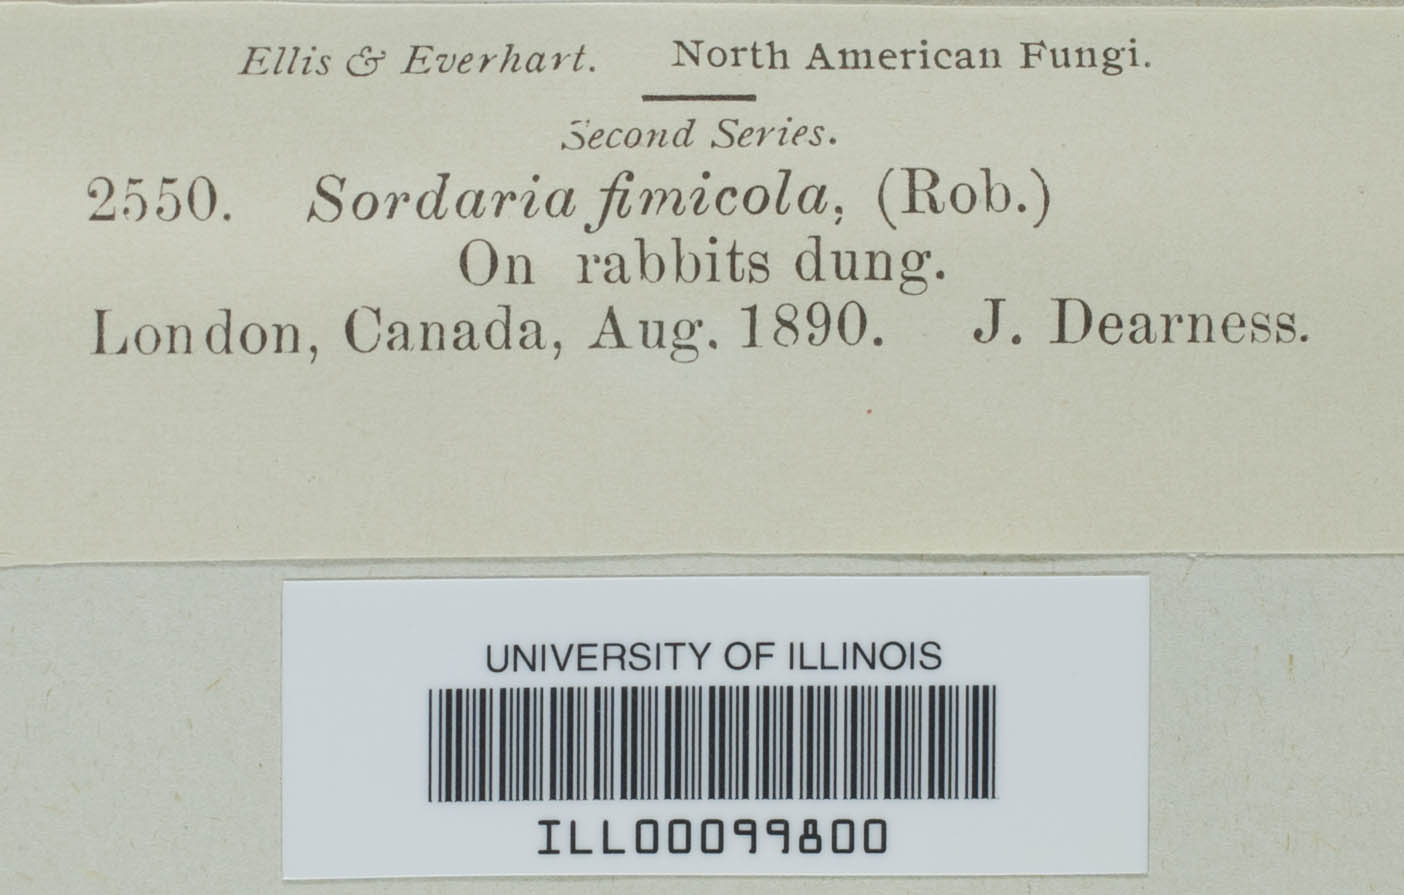 Ellis & Everhart. North American Fungi.
Second Series.
2550. Sordaria fimicola, (Rob.)
On rabbits dung.
London, Canada, Aug. 1890. J. Dearness.
UNIVERSITY OF ILLINOIS
ILL00099800